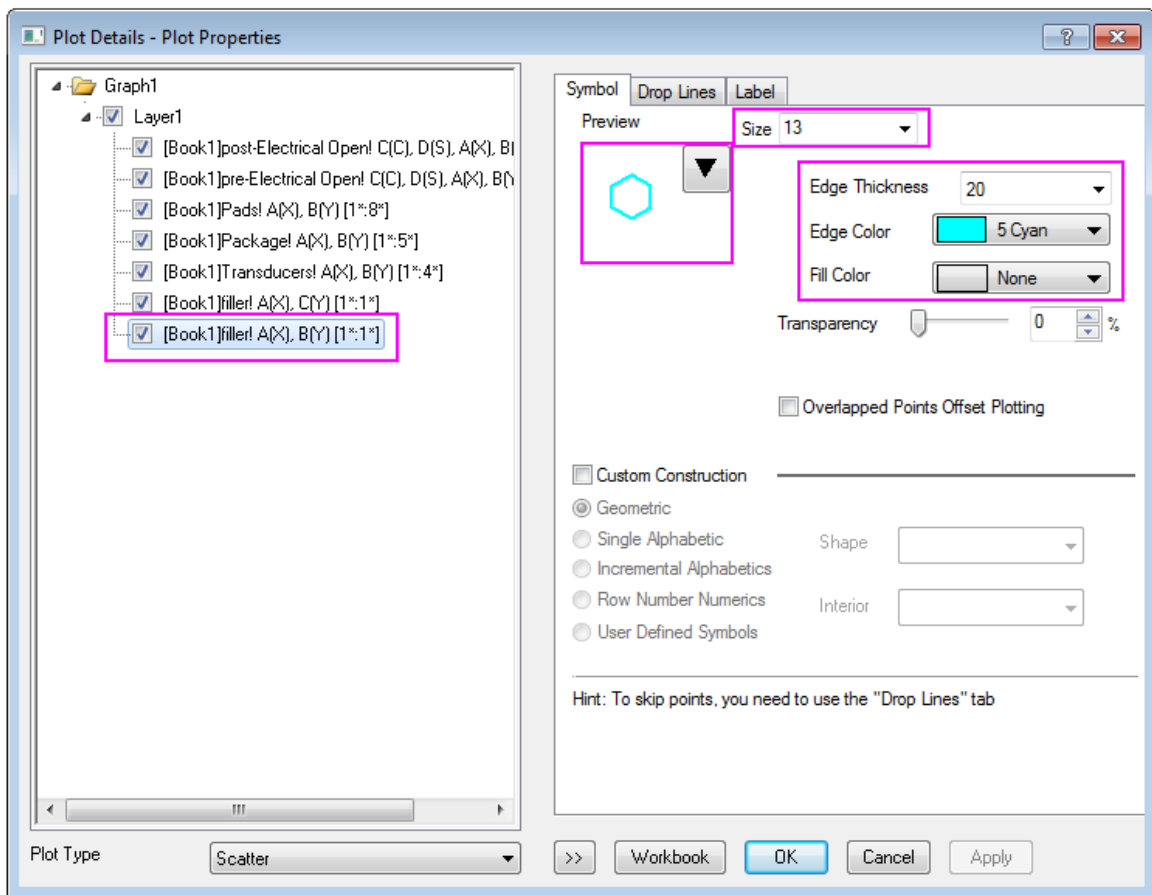 Plot Details - Plot Properties
Graph1
Layer1
[Book1]post-Electrical Open! C(C), D(S), A(X), B(
[Book1]pre-Electrical Open! C(C), D(S), A(X), B(Y
[Book1]Pads! A(X), B(Y) [1*:8*]
[Book1]Package! A(X), B(Y) [1*:5*]
[Book1]Transducers! A(X), B(Y) [1*:4*]
[Book1]filler! A(X), C(Y) [1*:1*]
[Book1]filler! A(X), B(Y) [1*:1*]
Plot Type
Scatter
Symbol Drop Lines Label
Preview
Size 13
Edge Thickness 20
Edge Color 5 Cyan
Fill Color None
Transparency 0 %
Overlapped Points Offset Plotting
Custom Construction
Geometric
Single Alphabetic
Shape
Incremental Alphabetics
Row Number Numerics
Interior
User Defined Symbols
Hint: To skip points, you need to use the "Drop Lines" tab
>> Workbook OK Cancel Apply